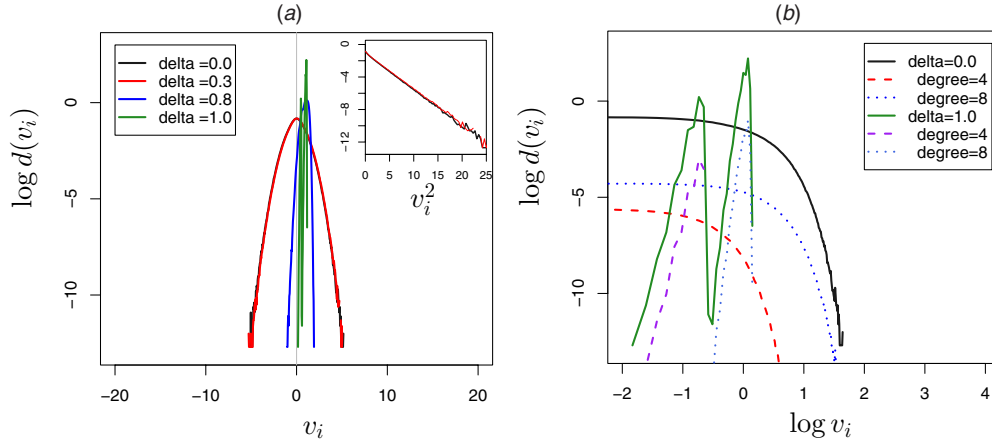 (a)
delta =0.0
delta =0.3
delta =0.8
delta =1.0
log d(v_i)
0
−5
−10
−20
−10
0
10
20
v_i
0
−4
−8
−12
0
5
10
15
20
25
v_i^2
(b)
delta=0.0
degree=4
degree=8
delta=1.0
degree=4
degree=8
log d(v_i)
0
−5
−10
−2
−1
0
1
2
3
4
log v_i